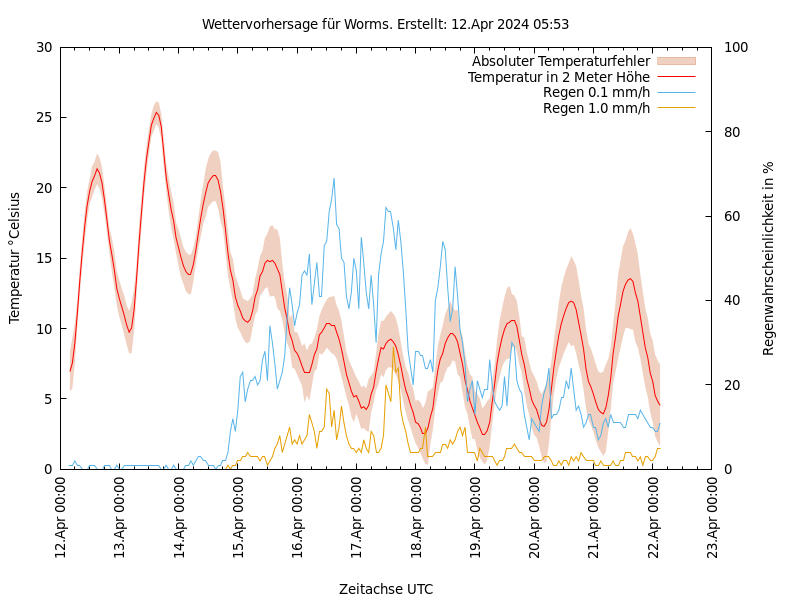 Wettervorhersage für Worms. Erstellt: 12.Apr 2024 05:53
Absoluter Temperaturfehler
Temperatur in 2 Meter Höhe
Regen 0.1 mm/h
Regen 1.0 mm/h
Temperatur °Celsius
30
25
20
15
10
5
0
100
80
60
40
20
0
Regenwahrscheinlichkeit in %
12.Apr 00:00
13.Apr 00:00
14.Apr 00:00
15.Apr 00:00
16.Apr 00:00
17.Apr 00:00
18.Apr 00:00
19.Apr 00:00
20.Apr 00:00
21.Apr 00:00
22.Apr 00:00
23.Apr 00:00
Zeitachse UTC